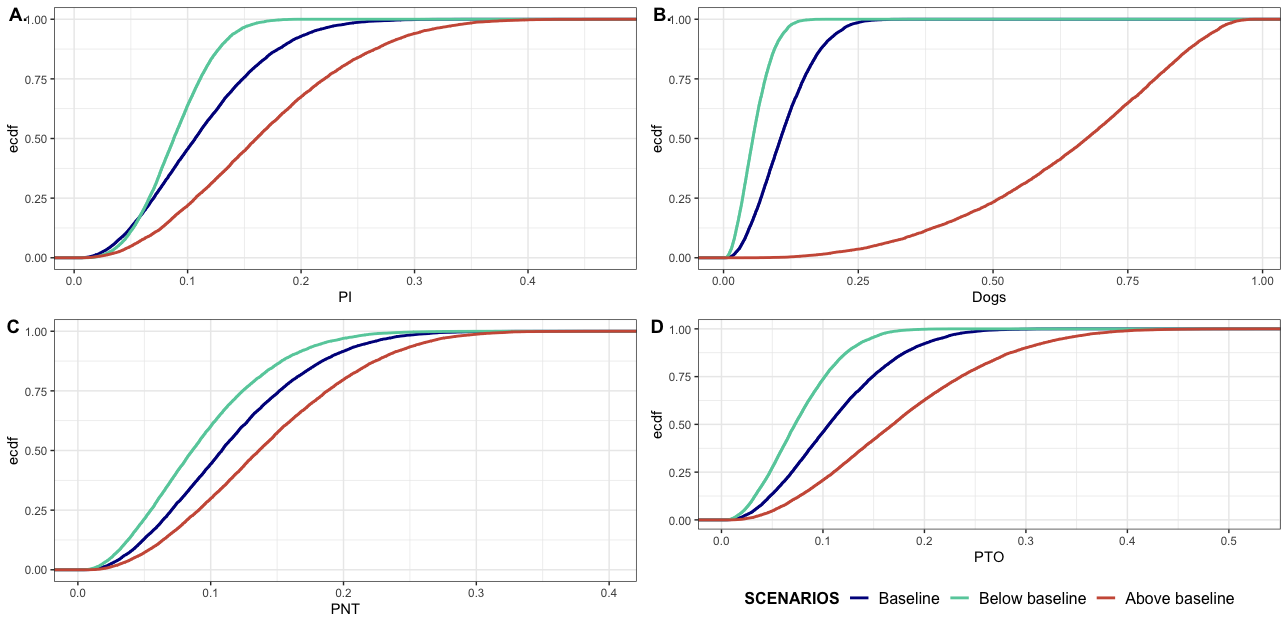 A.
1.00
0.75
0.50
0.25
0.00
ecdf
0.0 0.1 0.2 0.3 0.4
PI
B.
1.00
0.75
0.50
0.25
0.00
ecdf
0.00 0.25 0.50 0.75 1.00
Dogs
C
1.00
0.75
0.50
0.25
0.00
ecdf
0.0 0.1 0.2 0.3 0.4
PNT
D
1.00
0.75
0.50
0.25
0.00
ecdf
0.0 0.1 0.2 0.3 0.4 0.5
PTO
SCENARIOS Baseline Below baseline Above baseline